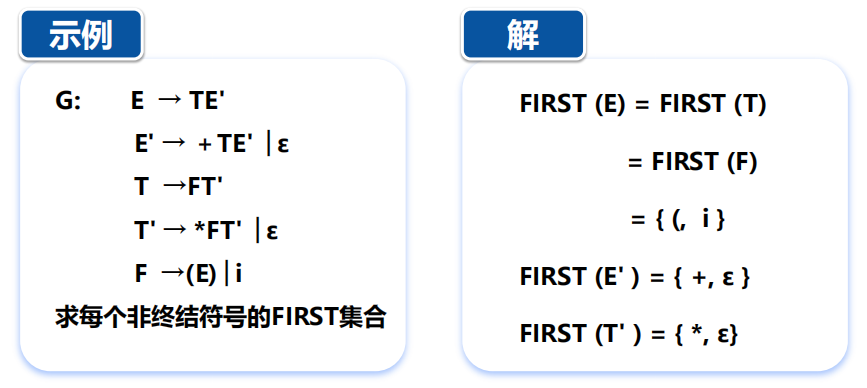 示例
G: E → TE'
E' → + TE' | ε
T →FT'
T' → *FT' | ε
F →(E) | i
求每个非终结符号的FIRST集合
解
FIRST (E) = FIRST (T)
= FIRST (F)
= { (, i }
FIRST (E' ) = { +, ε }
FIRST (T' ) = { *, ε}